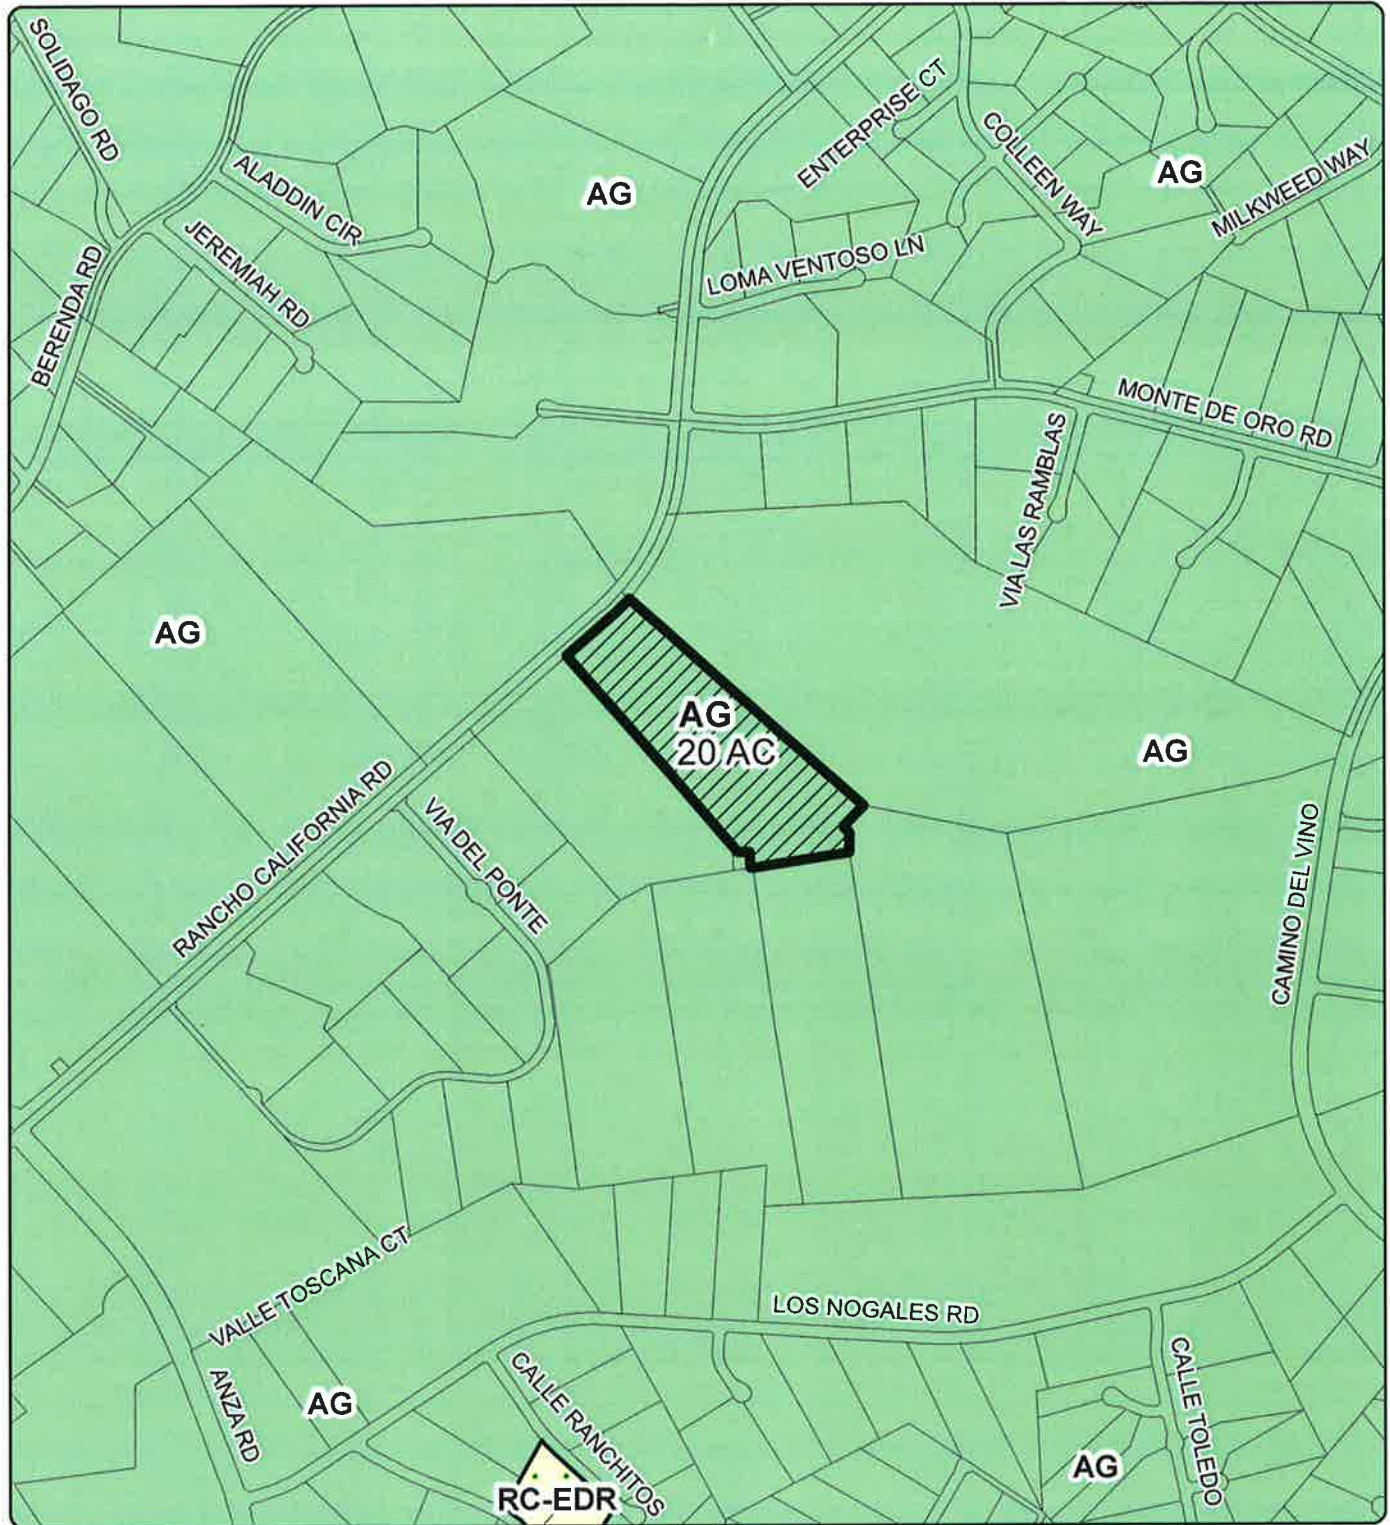 SOLIDAGO RD
ENTERPRISE CT
COLLEEN WAY
ALADDIN CIR
AG
AG
MILKWEED WAY
JEREMIAH RD
BERENDA RD
LOMA VENTOSO LN
MONTE DE ORO RD
VIA LAS RAMBLAS
AG
AG
20 AC
AG
RANCHO CALIFORNIA RD
VIA DEL PONTE
CAMINO DEL VINO
VALLE TOSCANA CT
LOS NOGALES RD
ANZA RD
AG
CALLE RANCHITOS
CALLE TOLEDO
AG
RC-EDR